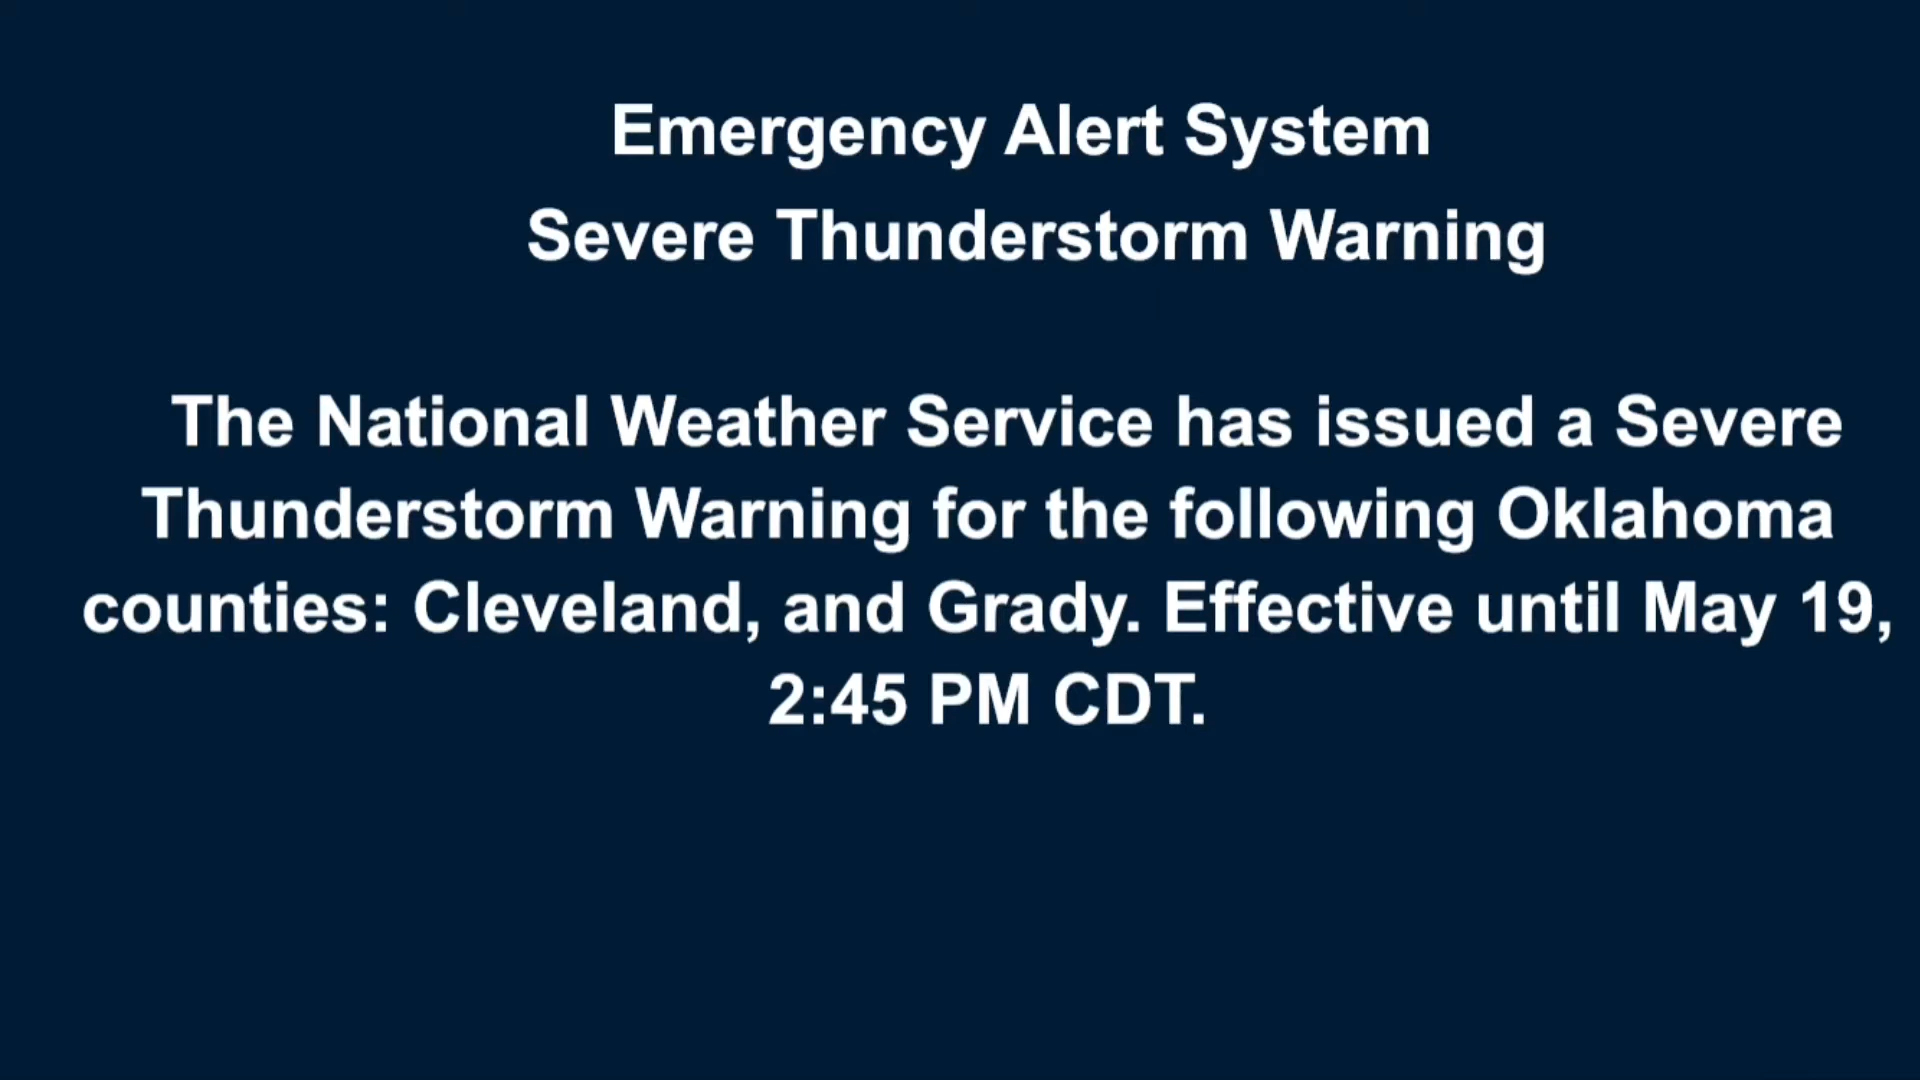 Emergency Alert System
Severe Thunderstorm Warning
The National Weather Service has issued a Severe
Thunderstorm Warning for the following Oklahoma
counties: Cleveland, and Grady. Effective until May 19,
2:45 PM CDT.